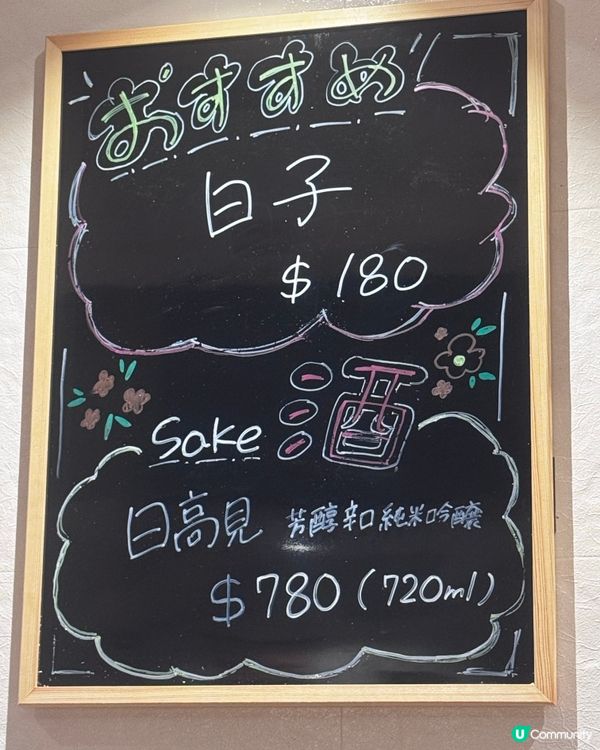 おすすめ
白子
$180
Sake 酒
日高見 芳醇辛口純米吟醸
$780 (720ml)
U Community